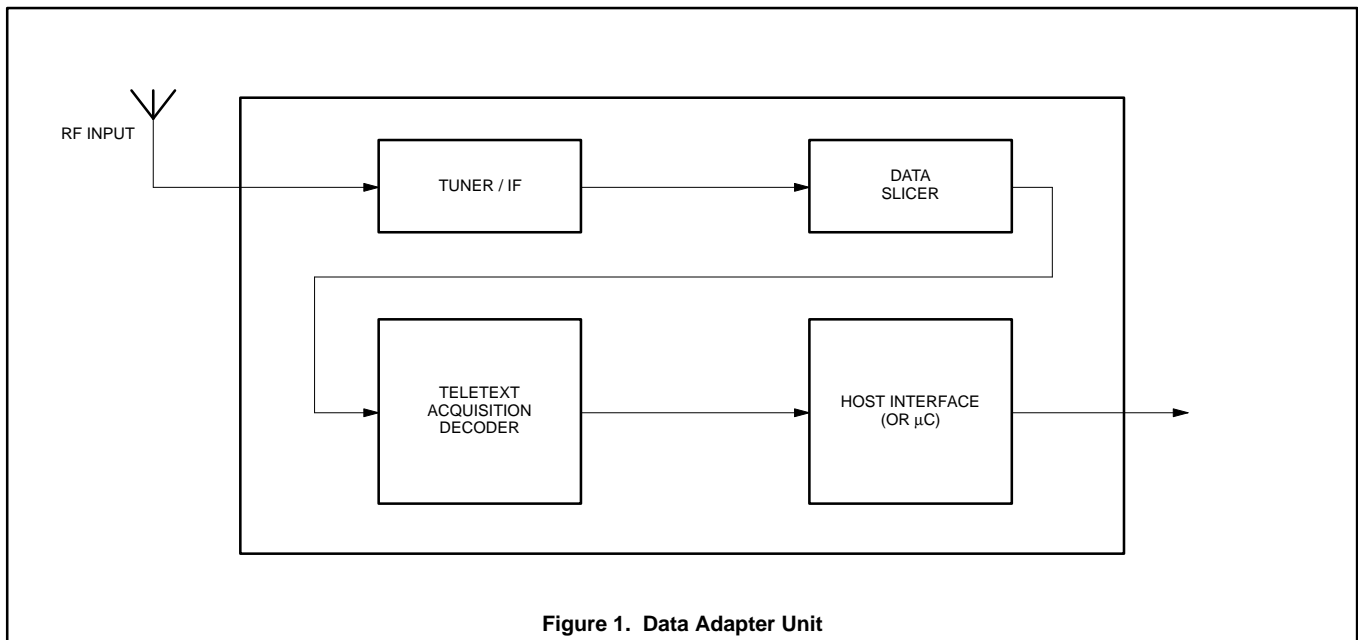 RF INPUT
TUNER / IF
DATA
SLICER
TELETEXT
ACQUISITION
DECODER
HOST INTERFACE
(OR μC)
Figure 1. Data Adapter Unit